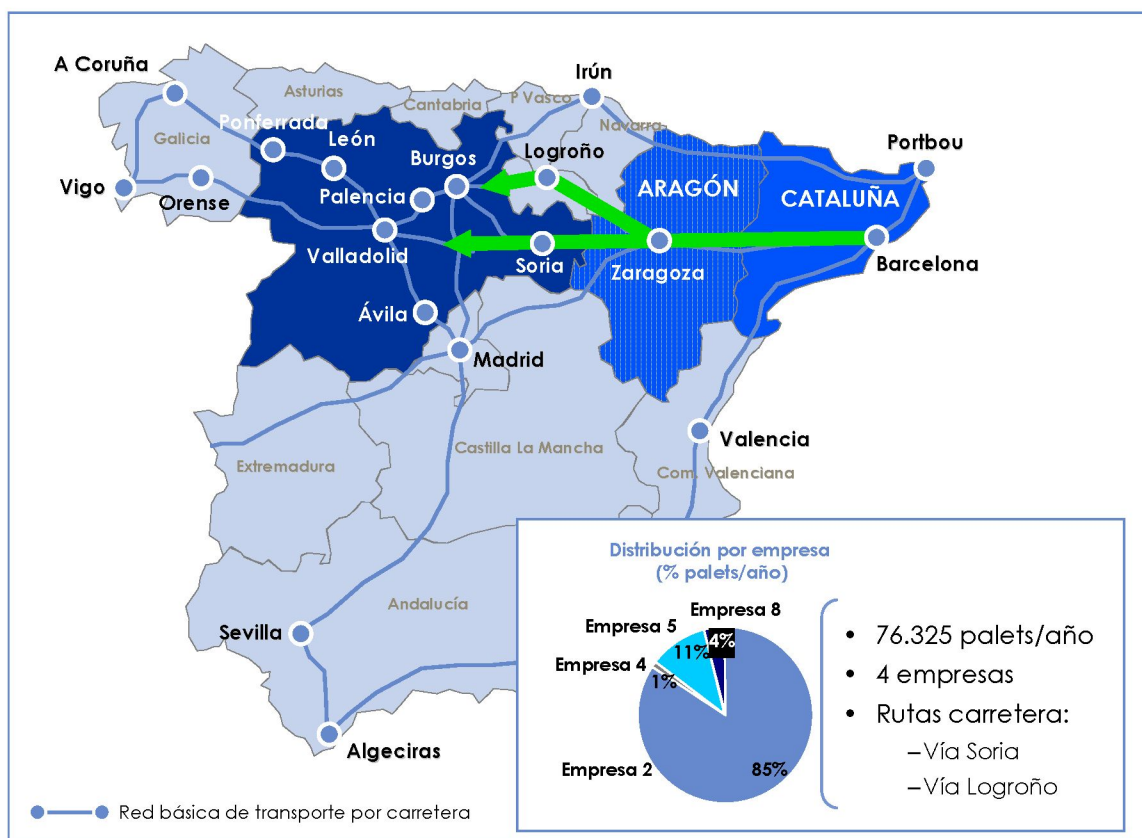 A Coruña
Asturias
Cantabria
P Vasco
Irún
Navarra
Galicia
Ponferrada
León
Burgos
Logroño
Portbou
Vigo
Orense
Palencia
ARAGÓN
CATALUÑA
Valladolid
Soria
Zaragoza
Barcelona
Ávila
Madrid
Valencia
Castilla La Mancha
Extremadura
Com. Valenciana
Andalucía
Sevilla
Algeciras
Distribución por empresa
(% palets/año)
Empresa 8
Empresa 5
4%
11%
Empresa 4
1%
Empresa 2
85%
• 76.325 palets/año
• 4 empresas
• Rutas carretera:
–Vía Soria
–Vía Logroño
Red básica de transporte por carretera